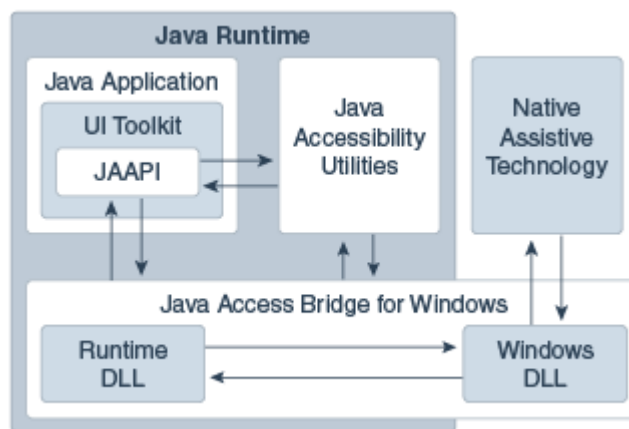 Java Runtime
Java Application
UI Toolkit
JAAPI
Java
Accessibility
Utilities
Native
Assistive
Technology
Java Access Bridge for Windows
Runtime
DLL
Windows
DLL